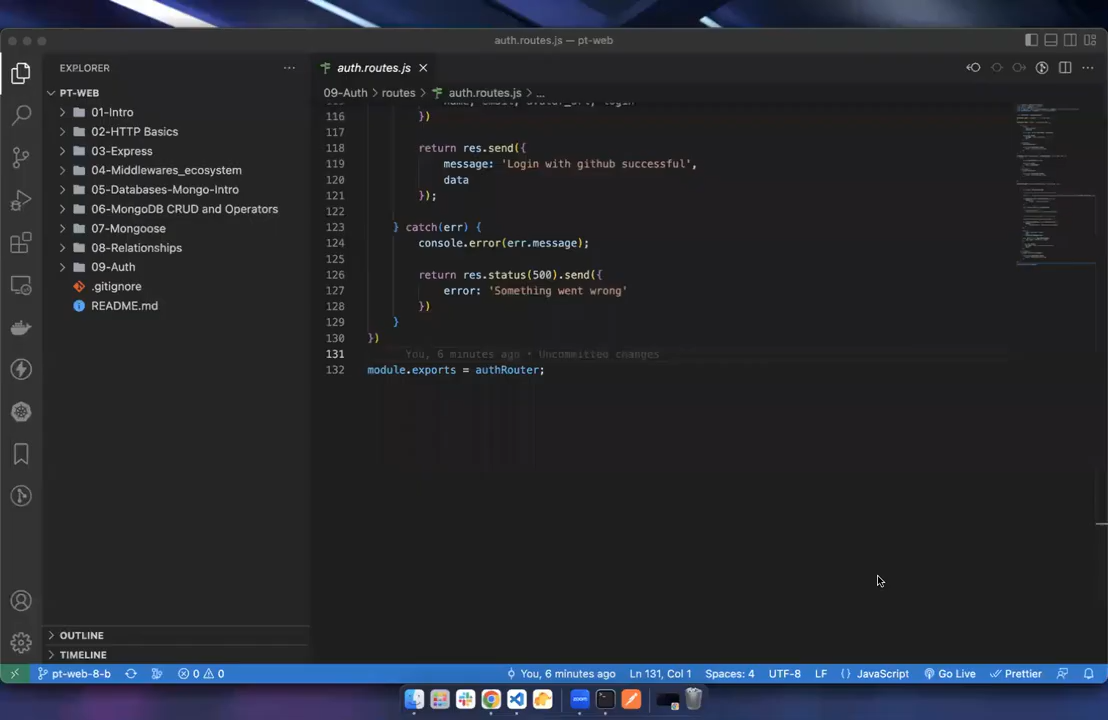 auth.routes.js — pt-web
EXPLORER
auth.routes.js
PT-WEB
09-Auth > routes > auth.routes.js > ...
01-Intro
02-HTTP Basics
03-Express
04-Middlewares_ecosystem
05-Databases-Mongo-Intro
06-MongoDB CRUD and Operators
07-Mongoose
08-Relationships
09-Auth
.gitignore
README.md
116 })
117
118 return res.send({
119 message: 'Login with github successful',
120 data
121 });
122
123 } catch(err) {
124 console.error(err.message);
125
126 return res.status(500).send({
127 error: 'Something went wrong'
128 })
129 }
130 })
131 You, 6 minutes ago • Uncommitted changes
132 module.exports = authRouter;
OUTLINE
TIMELINE
pt-web-8-b 0 0 You, 6 minutes ago Ln 131, Col 1 Spaces: 4 UTF-8 LF {} JavaScript Go Live Prettier
zoom